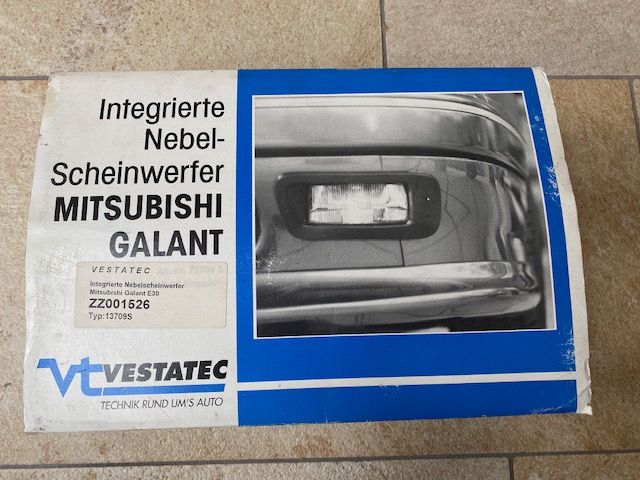 Integrierte
Nebel-
Scheinwerfer
MITSUBISHI
GALANT
VESTATEC
Integrierte Nebelscheinwerfer
Mitsubishi Galant E30
ZZ001526
Typ:13709S
vt VESTATEC
TECHNIK RUND UM'S AUTO